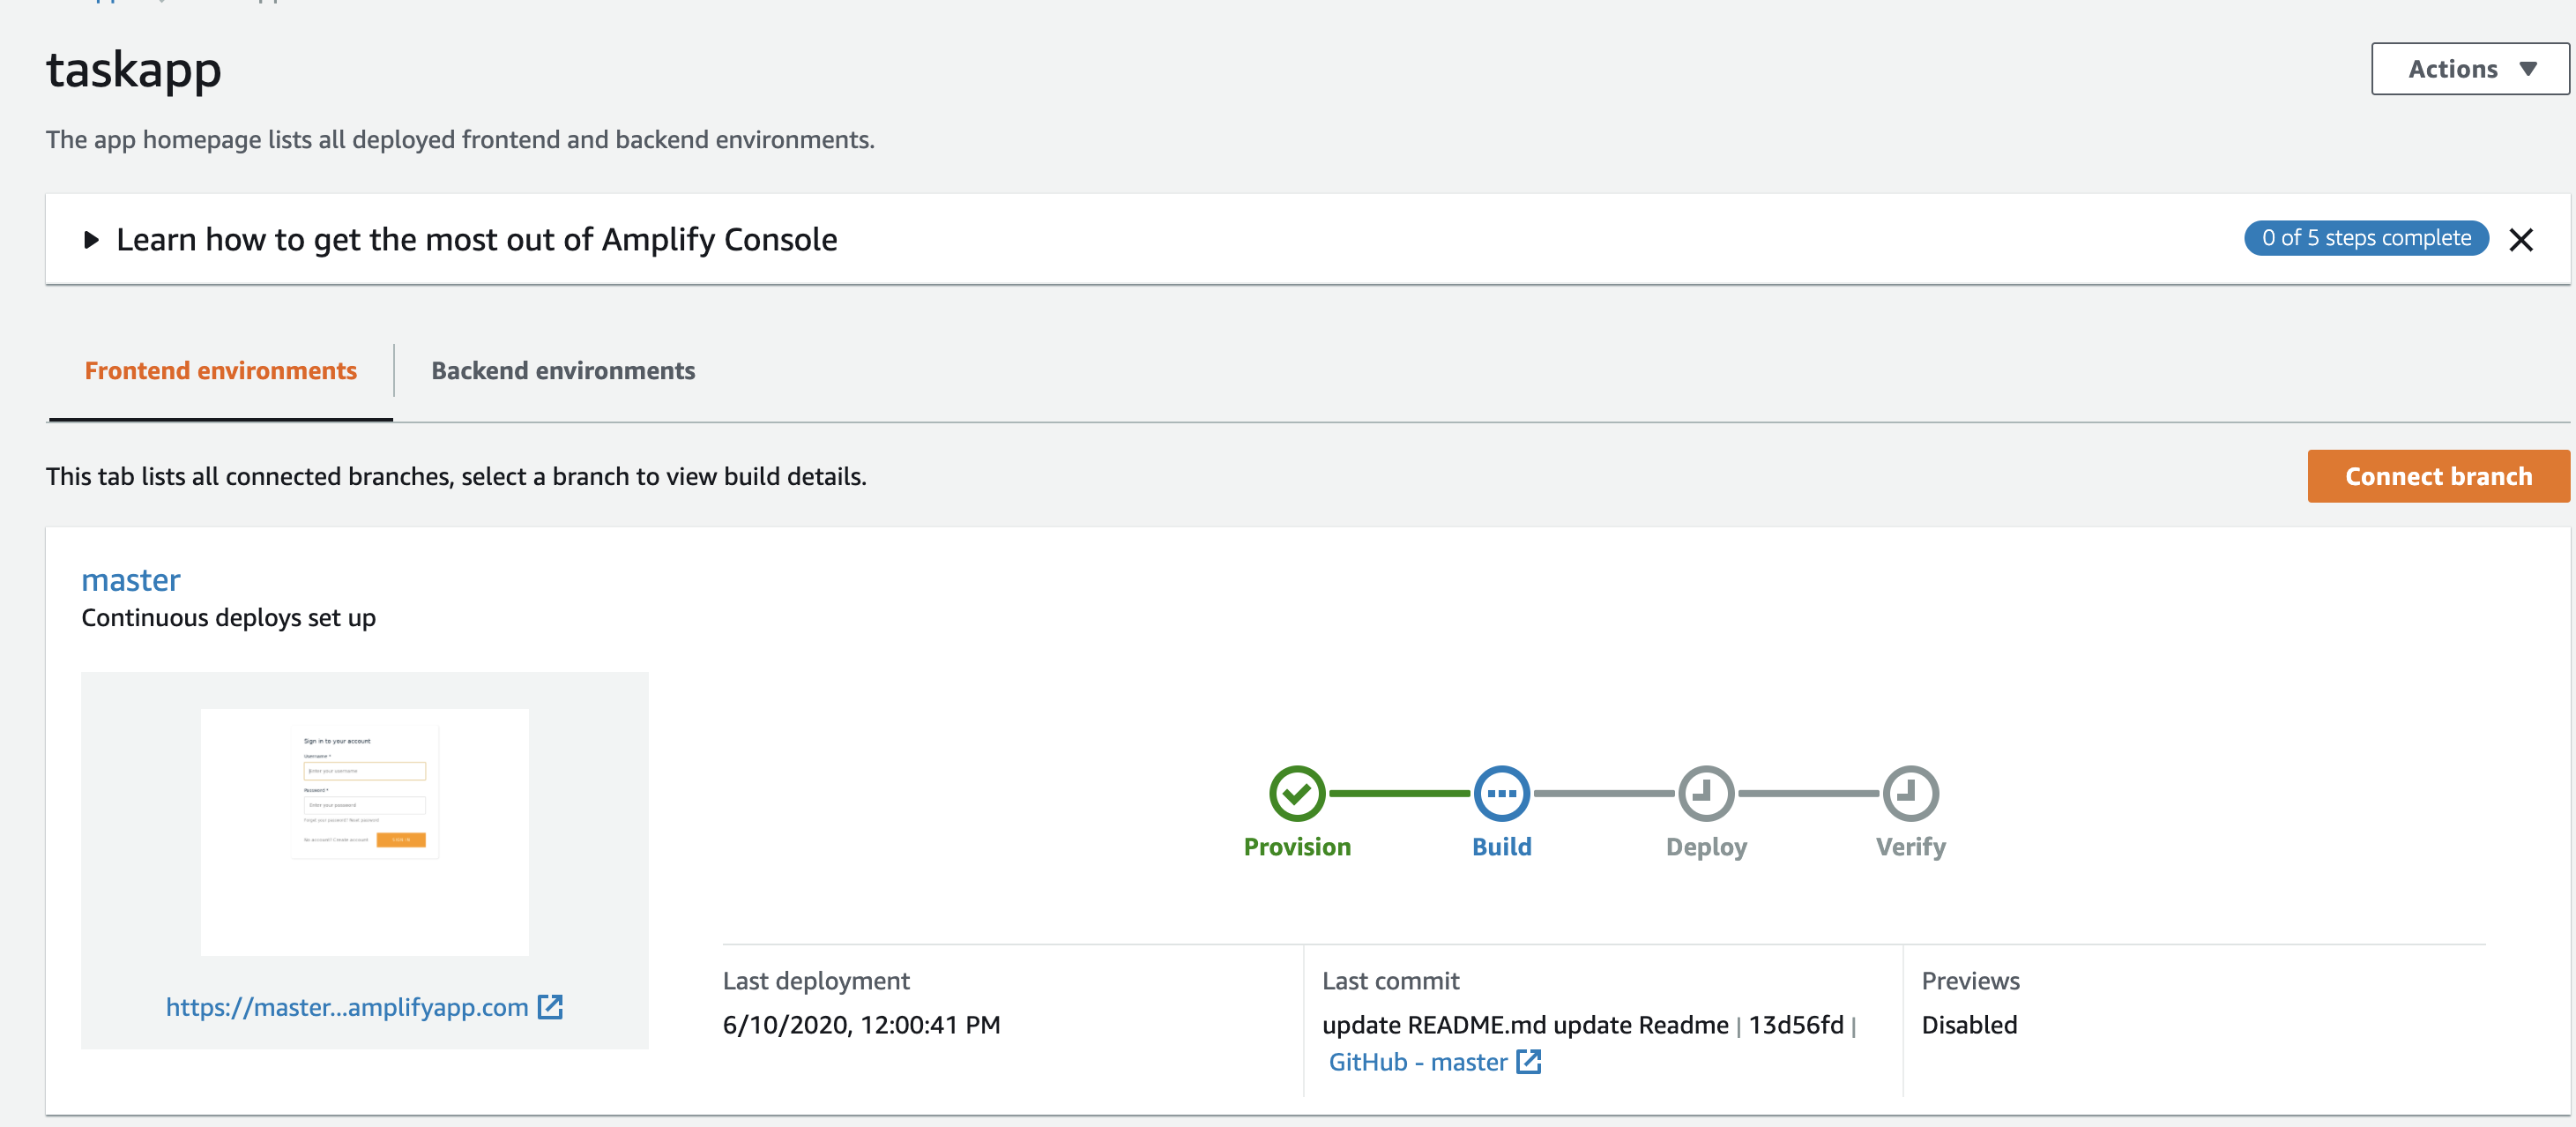 taskapp
Actions
The app homepage lists all deployed frontend and backend environments.
Learn how to get the most out of Amplify Console
0 of 5 steps complete
Frontend environments
Backend environments
This tab lists all connected branches, select a branch to view build details.
Connect branch
master
Continuous deploys set up
Sign in to your account
Username *
Enter your username
Password *
Enter your password
Forgot your password? Reset password
No account? Create account
SIGN IN
https://master...amplifyapp.com
Provision
Build
Deploy
Verify
Last deployment
6/10/2020, 12:00:41 PM
Last commit
update README.md update Readme | 13d56fd |
GitHub - master
Previews
Disabled